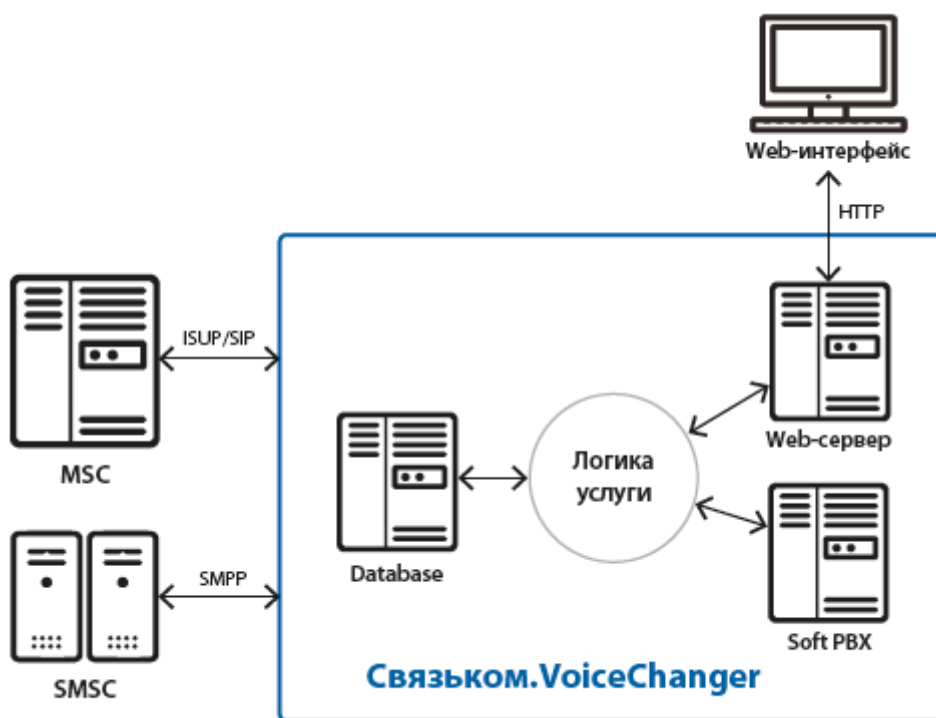 Web-интерфейс
HTTP
ISUP/SIP
MSC
Web-сервер
Логика
услуги
Database
SMPP
Soft PBX
SMSC
Связьком.VoiceChanger